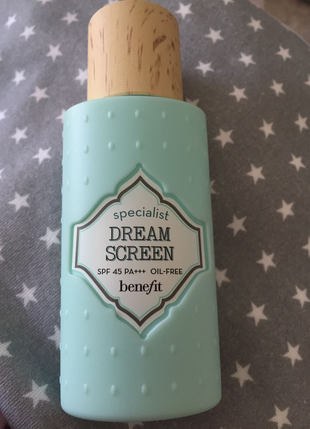 specialist
DREAM
SCREEN
SPF 45 PA+++ OIL-FREE
benefit